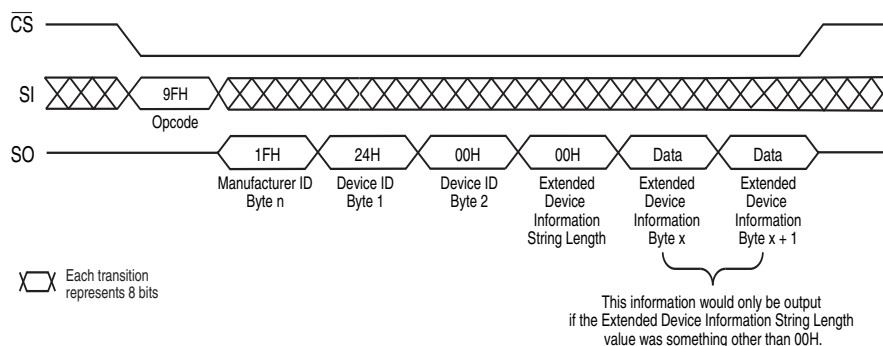 CS
SI
9FH
Opcode
SO
1FH
24H
00H
00H
Data
Data
Manufacturer ID
Byte n
Device ID
Byte 1
Device ID
Byte 2
Extended
Device
Information
String Length
Extended
Device
Information
Byte x
Extended
Device
Information
Byte x + 1
Each transition
represents 8 bits
This information would only be output
if the Extended Device Information String Length
value was something other than 00H.